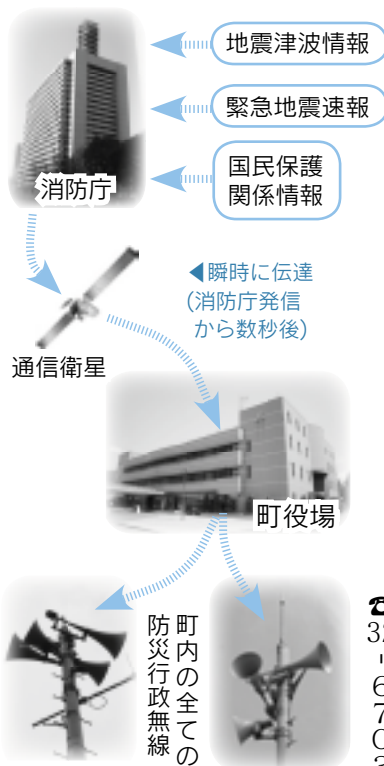 地震津波情報
緊急地震速報
国民保護
関係情報
消防庁
◀瞬時に伝達
(消防庁発信
から数秒後)
通信衛星
町役場
町内の全ての
防災行政無線